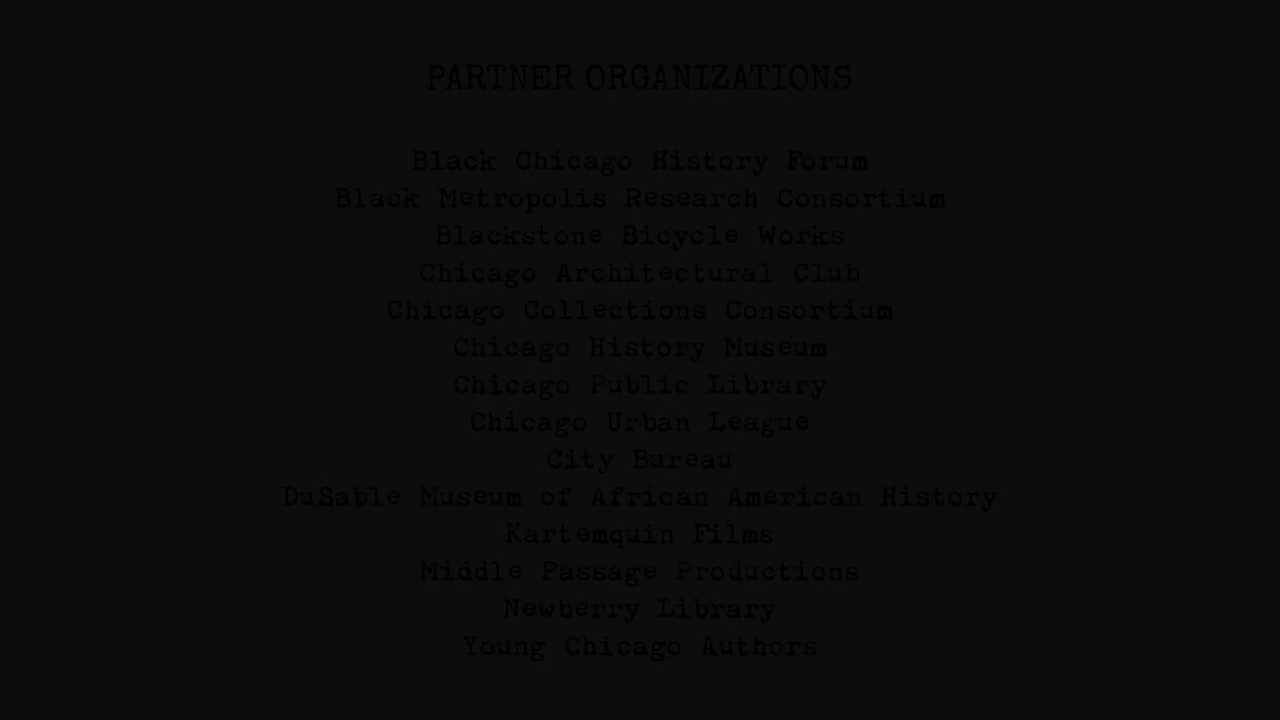 PARTNER ORGANIZATIONS
Black Chicago History Forum
Black Metropolis Research Consortium
Blackstone Bicycle Works
Chicago Architectural Club
Chicago Collections Consortium
Chicago History Museum
Chicago Public Library
Chicago Urban League
City Bureau
DuSable Museum of African American History
Kartemquin Films
Middle Passage Productions
Newberry Library
Young Chicago Authors